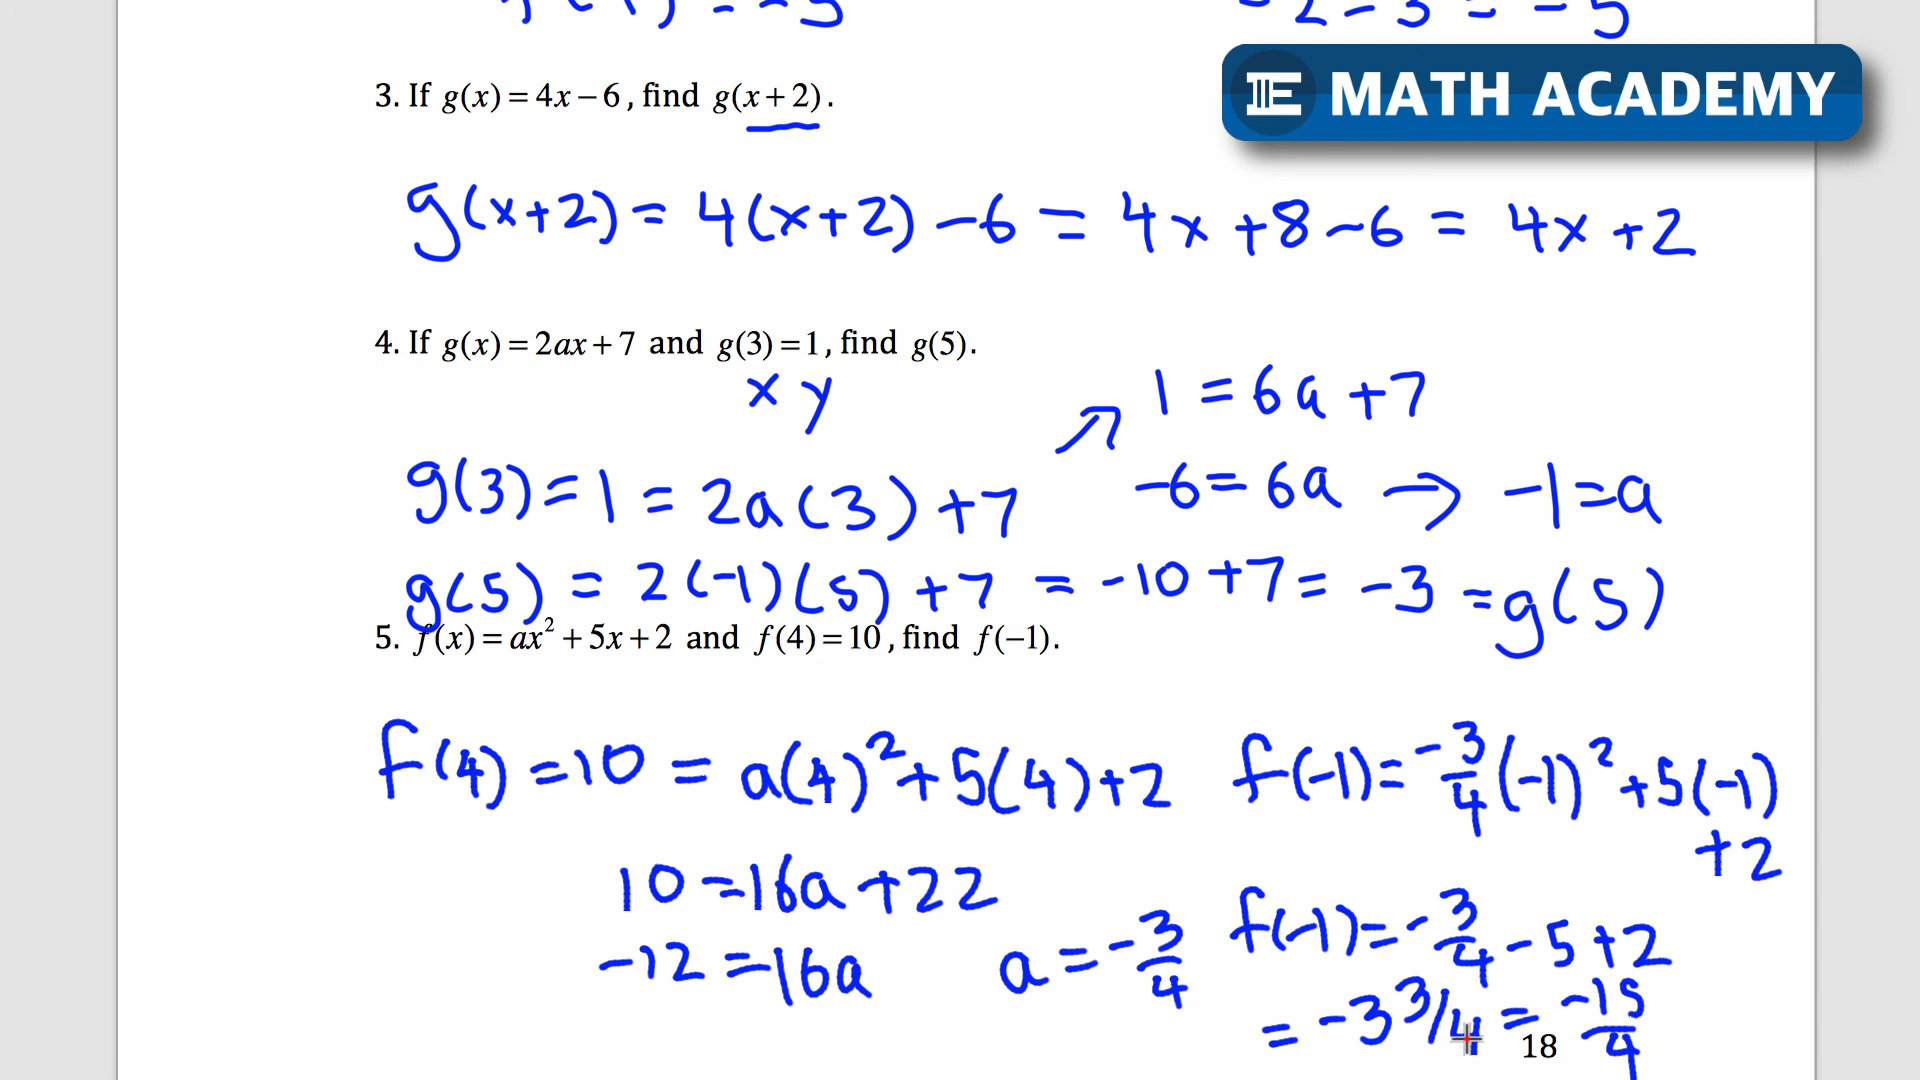 = -2 - 3 = -5
MATH ACADEMY
3. If g(x) = 4x − 6, find g(x + 2).
g(x+2) = 4(x+2) - 6 = 4x + 8 - 6 = 4x + 2
4. If g(x) = 2ax + 7 and g(3) = 1, find g(5).
x y
1 = 6a + 7
g(3) = 1 = 2a(3) + 7 ↗
-6 = 6a → -1 = a
g(5) = 2(-1)(5) + 7 = -10 + 7 = -3 = g(5)
5. f(x) = ax² + 5x + 2 and f(4) = 10, find f(−1).
f(4) = 10 = a(4)² + 5(4) + 2
10 = 16a + 22
-12 = 16a
a = -3/4
f(-1) = -3/4 (-1)² + 5(-1)
+2
f(-1) = -3/4 - 5 + 2
= -3 3/4 = -15/4
18